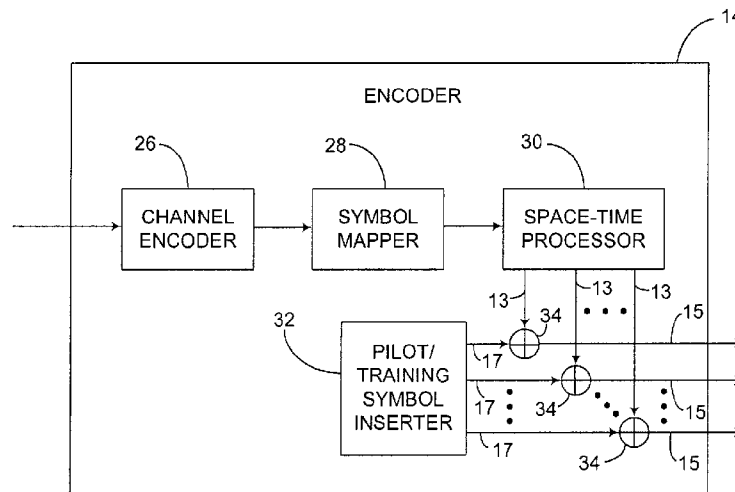 14
ENCODER
26
28
30
CHANNEL
ENCODER
SYMBOL
MAPPER
SPACE-TIME
PROCESSOR
13
13
13
34
15
32
PILOT/
TRAINING
SYMBOL
INSERTER
17
17
34
15
17
34
15